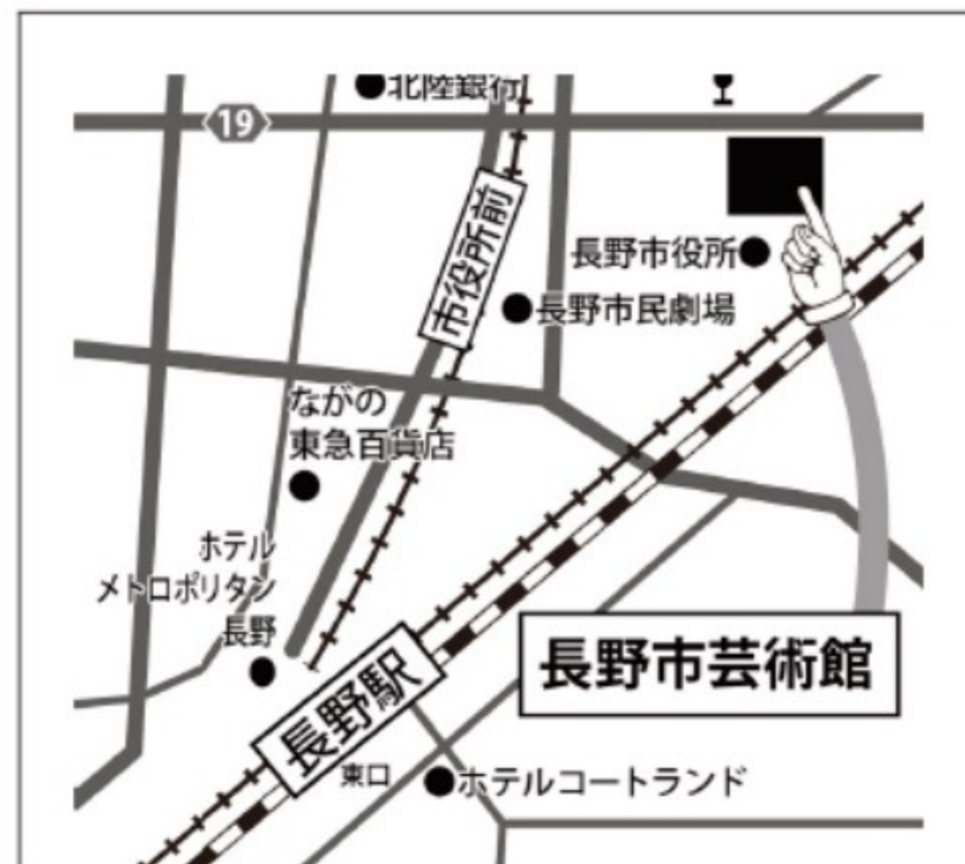 北陸銀行
19
市役所前
長野市役所
長野市民劇場
ながの
東急百貨店
ホテル
メトロポリタン
長野
長野市芸術館
長野駅
東口
ホテルコートランド